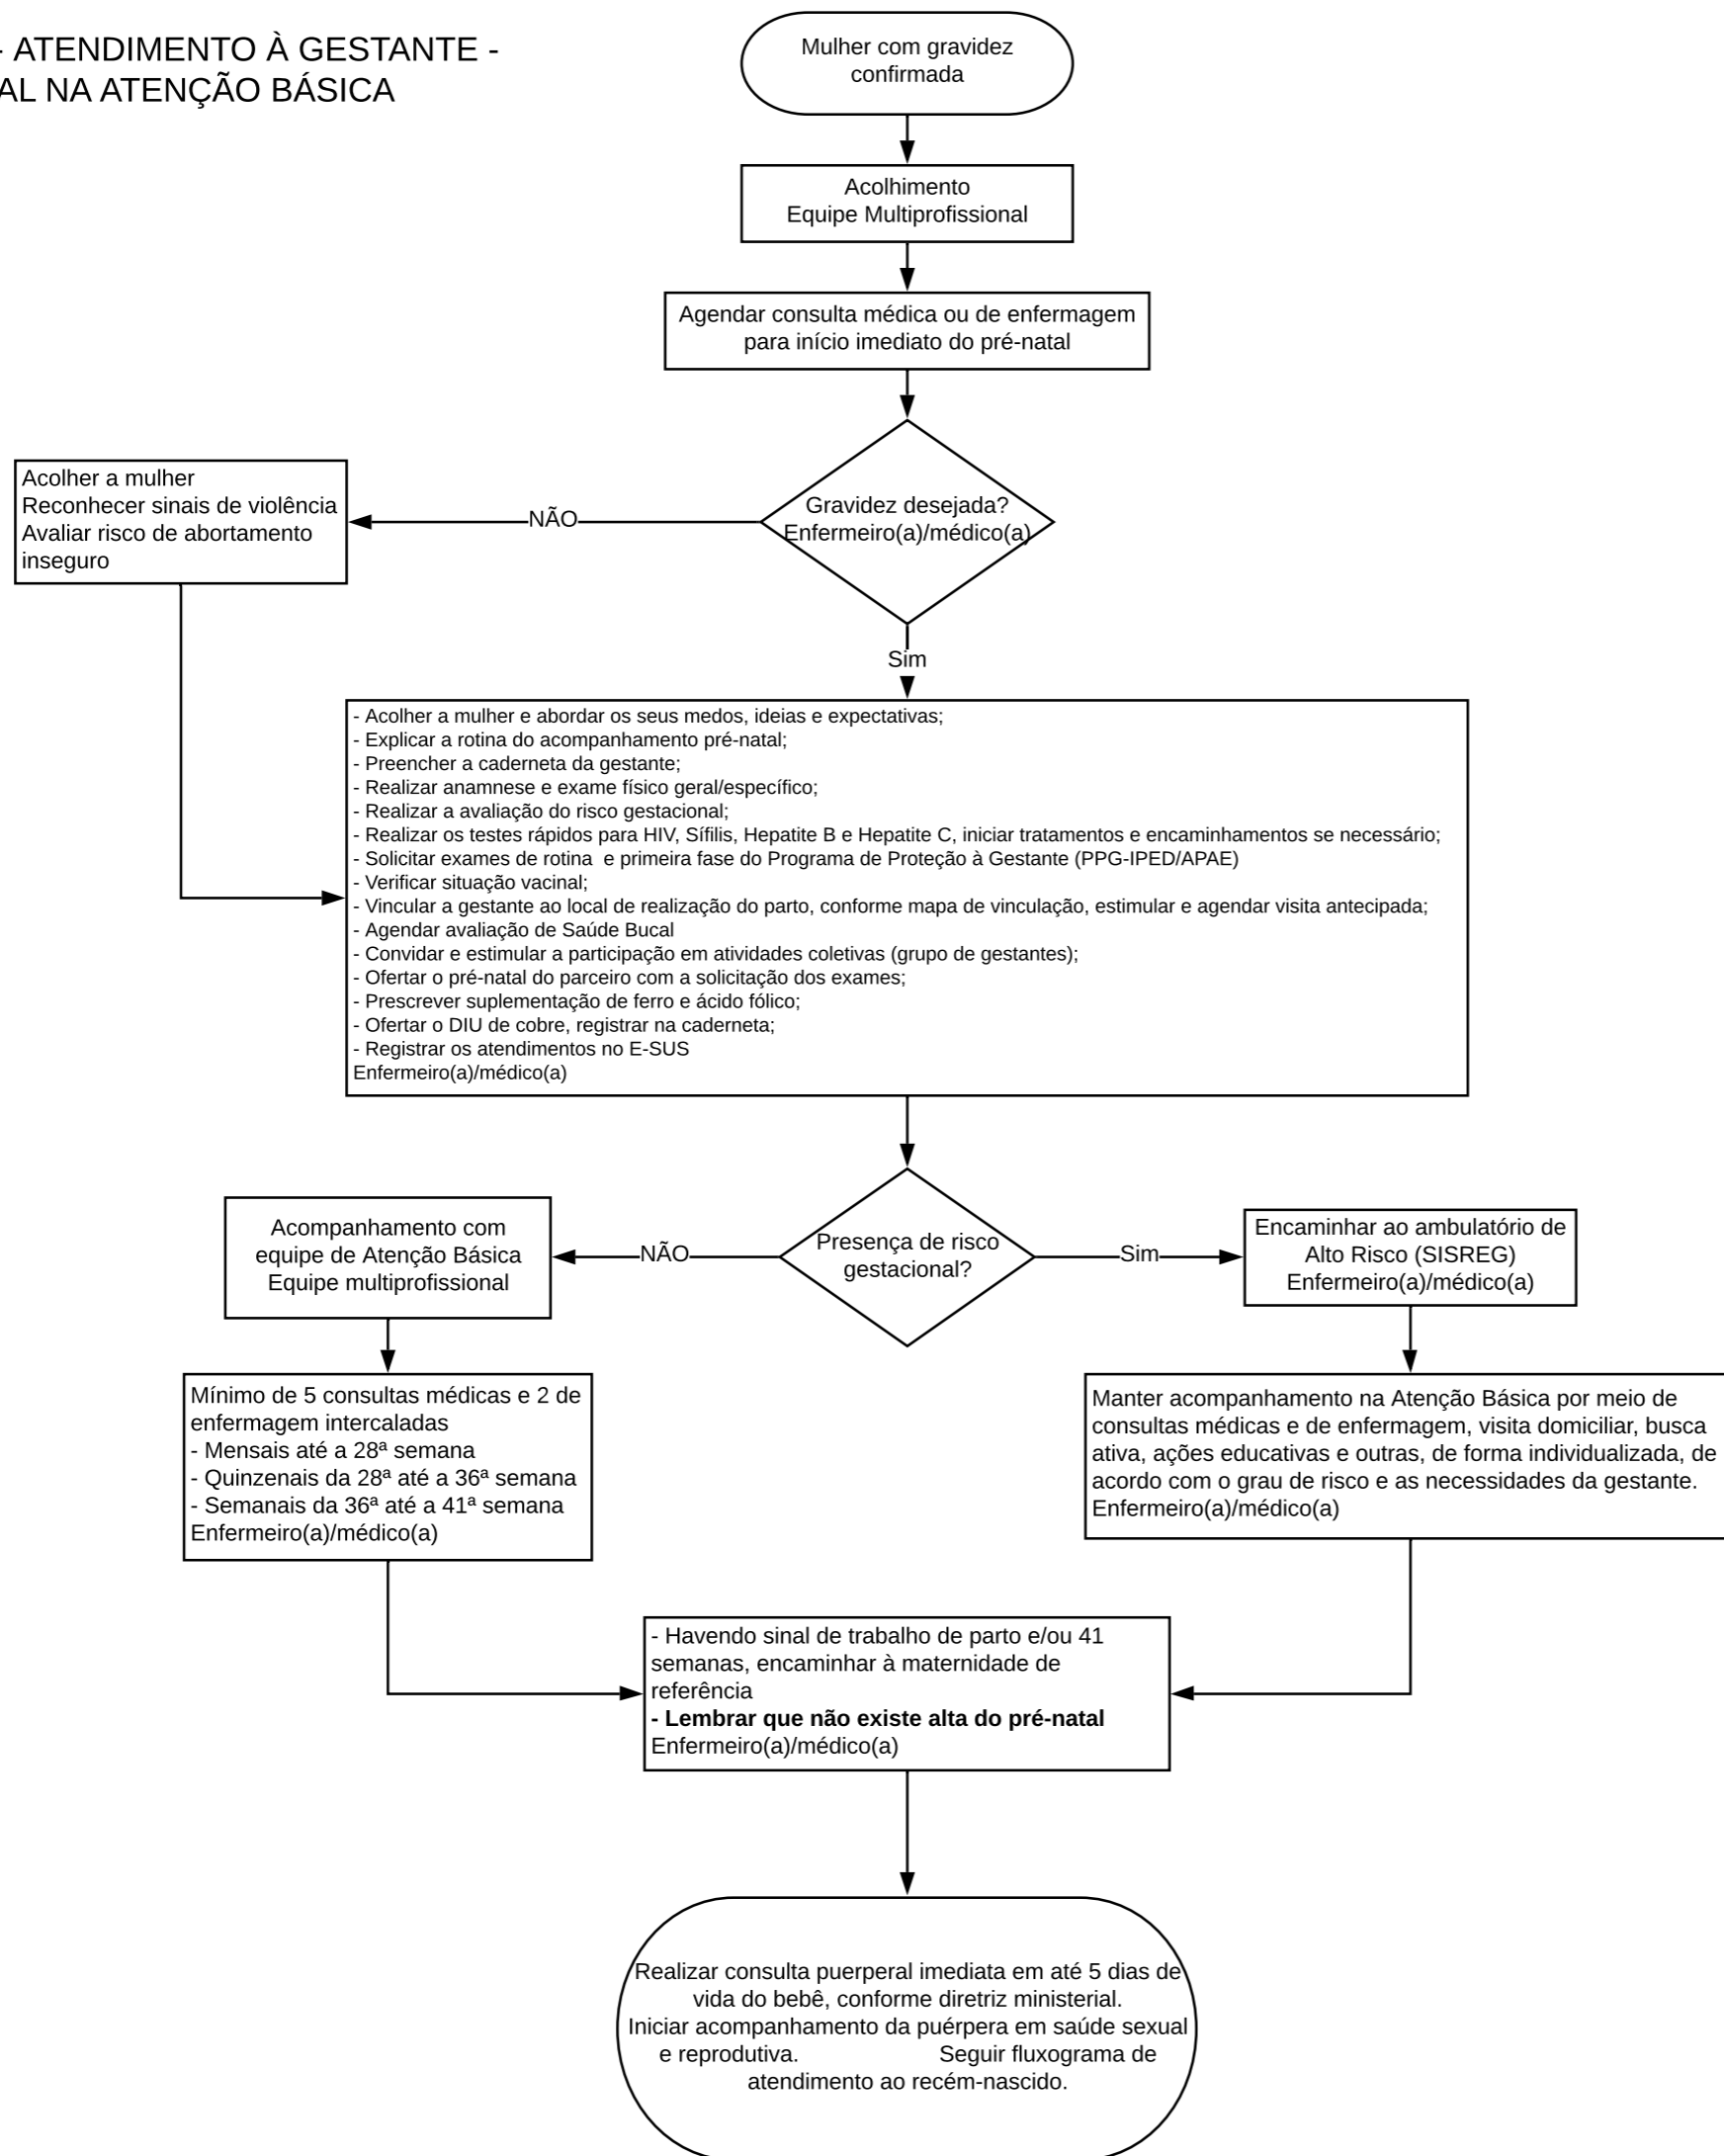 - ATENDIMENTO À GESTANTE -
AL NA ATENÇÃO BÁSICA
Mulher com gravidez
confirmada
Acolhimento
Equipe Multiprofissional
Agendar consulta médica ou de enfermagem
para início imediato do pré-natal
Gravidez desejada?
Enfermeiro(a)/médico(a)
NÃO
Acolher a mulher
Reconhecer sinais de violência
Avaliar risco de abortamento
inseguro
Sim
- Acolher a mulher e abordar os seus medos, ideias e expectativas;
- Explicar a rotina do acompanhamento pré-natal;
- Preencher a caderneta da gestante;
- Realizar anamnese e exame físico geral/específico;
- Realizar a avaliação do risco gestacional;
- Realizar os testes rápidos para HIV, Sífilis, Hepatite B e Hepatite C, iniciar tratamentos e encaminhamentos se necessário;
- Solicitar exames de rotina  e primeira fase do Programa de Proteção à Gestante (PPG-IPED/APAE)
- Verificar situação vacinal;
- Vincular a gestante ao local de realização do parto, conforme mapa de vinculação, estimular e agendar visita antecipada;
- Agendar avaliação de Saúde Bucal
- Convidar e estimular a participação em atividades coletivas (grupo de gestantes);
- Ofertar o pré-natal do parceiro com a solicitação dos exames;
- Prescrever suplementação de ferro e ácido fólico;
- Ofertar o DIU de cobre, registrar na caderneta;
- Registrar os atendimentos no E-SUS
Enfermeiro(a)/médico(a)
Presença de risco
gestacional?
NÃO
Acompanhamento com
equipe de Atenção Básica
Equipe multiprofissional
Sim
Encaminhar ao ambulatório de
Alto Risco (SISREG)
Enfermeiro(a)/médico(a)
Mínimo de 5 consultas médicas e 2 de
enfermagem intercaladas
- Mensais até a 28ª semana
- Quinzenais da 28ª até a 36ª semana
- Semanais da 36ª até a 41ª semana
Enfermeiro(a)/médico(a)
Manter acompanhamento na Atenção Básica por meio de
consultas médicas e de enfermagem, visita domiciliar, busca
ativa, ações educativas e outras, de forma individualizada, de
acordo com o grau de risco e as necessidades da gestante.
Enfermeiro(a)/médico(a)
- Havendo sinal de trabalho de parto e/ou 41
semanas, encaminhar à maternidade de
referência
- Lembrar que não existe alta do pré-natal
Enfermeiro(a)/médico(a)
Realizar consulta puerperal imediata em até 5 dias de
vida do bebê, conforme diretriz ministerial.
Iniciar acompanhamento da puérpera em saúde sexual
e reprodutiva. Seguir fluxograma de
atendimento ao recém-nascido.